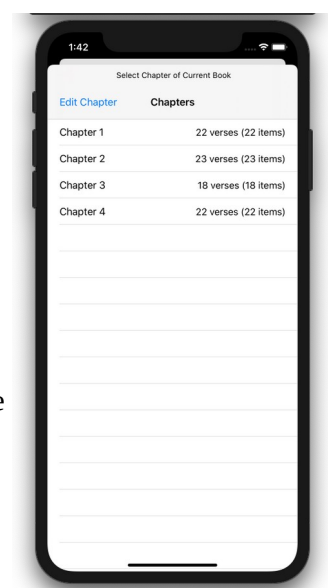 1:42
Select Chapter of Current Book
Edit Chapter Chapters
Chapter 1 22 verses (22 items)
Chapter 2 23 verses (23 items)
Chapter 3 18 verses (18 items)
Chapter 4 22 verses (22 items)
e